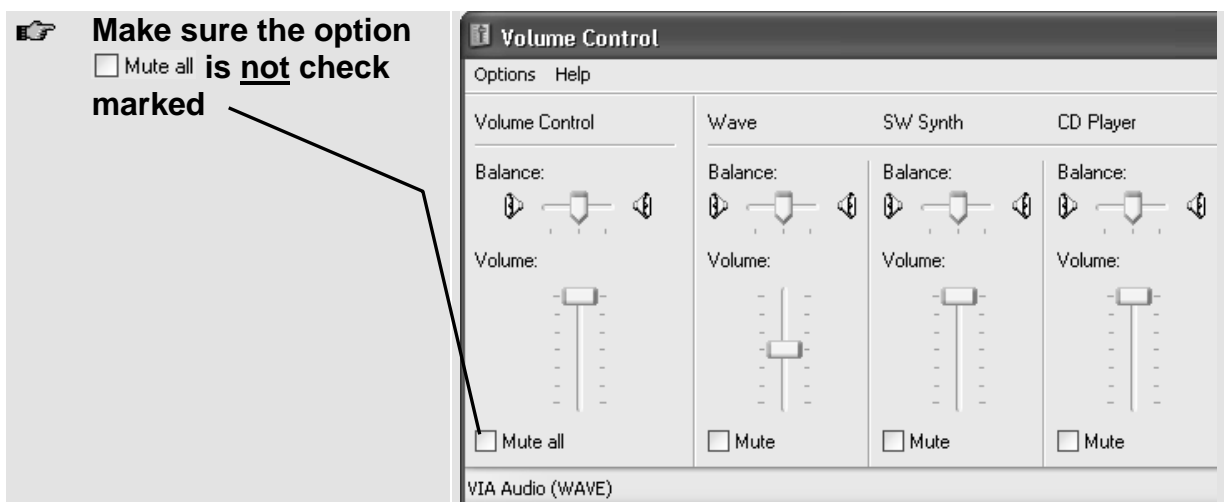 Make sure the option
Mute all is not check
marked
Volume Control
Options Help
Volume Control Wave SW Synth CD Player
Balance: Balance: Balance: Balance:
Volume: Volume: Volume: Volume:
Mute all Mute Mute Mute
VIA Audio (WAVE)